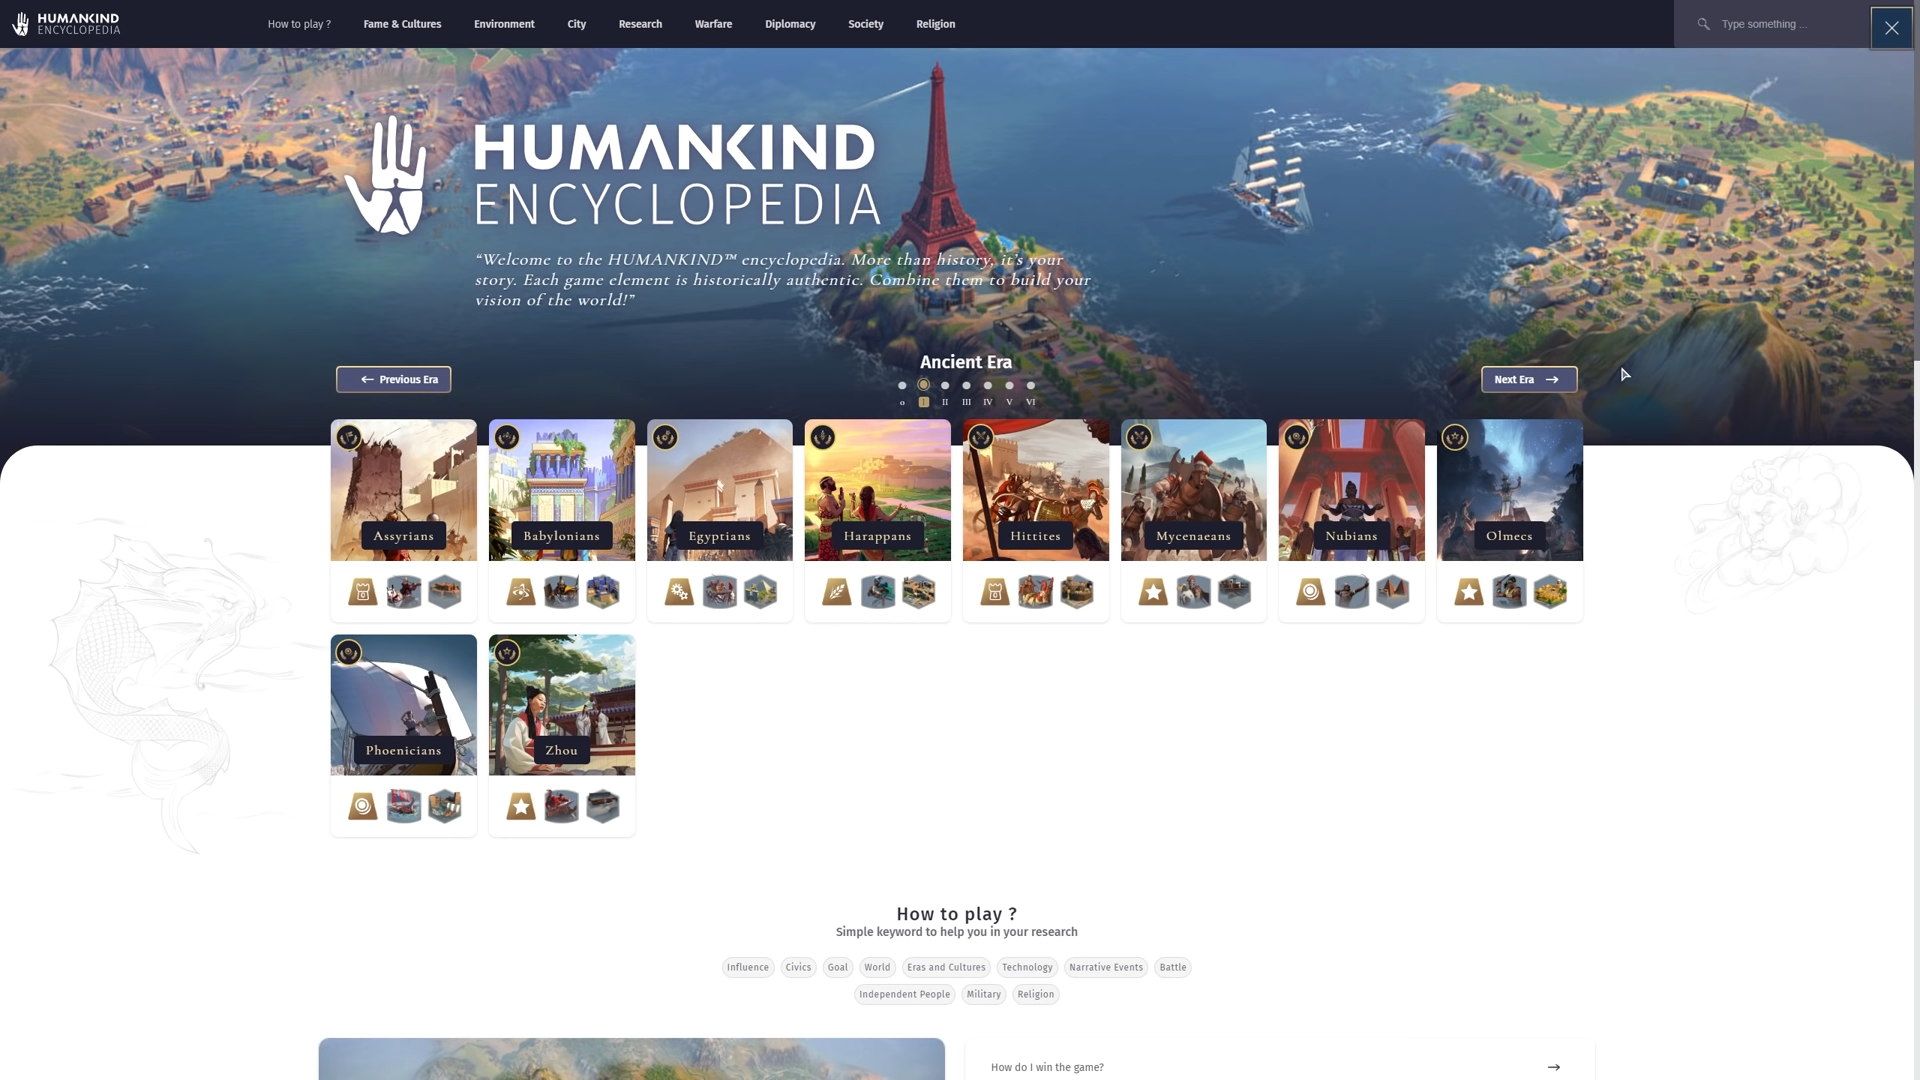 HUMANKIND
ENCYCLOPEDIA
How to play ?
Fame & Cultures
Environment
City
Research
Warfare
Diplomacy
Society
Religion
Type something ...
HUMANKIND
ENCYCLOPEDIA
“Welcome to the HUMANKIND™ encyclopedia. More than history, it's your
story. Each game element is historically authentic. Combine them to build your
vision of the world!”
Previous Era
Ancient Era
Next Era
0 I II III IV V VI
Assyrians
Babylonians
Egyptians
Harappans
Hittites
Mycenaeans
Nubians
Olmecs
Phoenicians
Zhou
How to play ?
Simple keyword to help you in your research
Influence
Civics
Goal
World
Eras and Cultures
Technology
Narrative Events
Battle
Independent People
Military
Religion
How do I win the game?